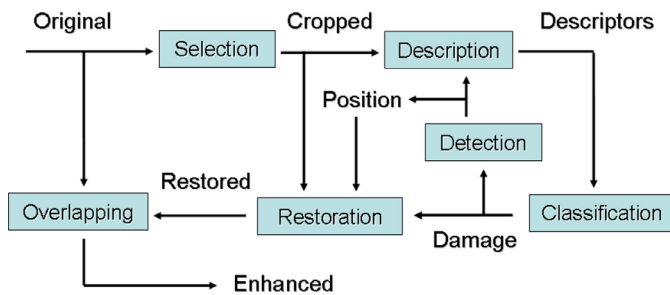 Original
Cropped
Descriptors
Selection
Description
Position
Detection
Restored
Overlapping
Restoration
Classification
Damage
Enhanced